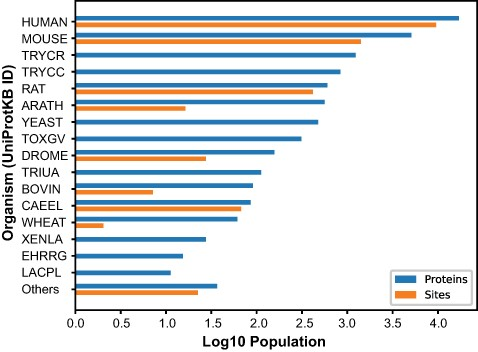 Organism (UniProtKB ID)
HUMAN
MOUSE
TRYCR
TRYCC
RAT
ARATH
YEAST
TOXGV
DROME
TRIUA
BOVIN
CAEEL
WHEAT
XENLA
EHRRG
LACPL
Others
Proteins
Sites
0.0 0.5 1.0 1.5 2.0 2.5 3.0 3.5 4.0
Log10 Population